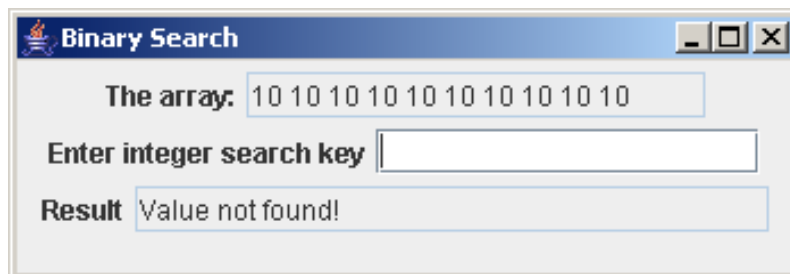 Binary Search
The array: 10 10 10 10 10 10 10 10 10 10
Enter integer search key
Result Value not found!